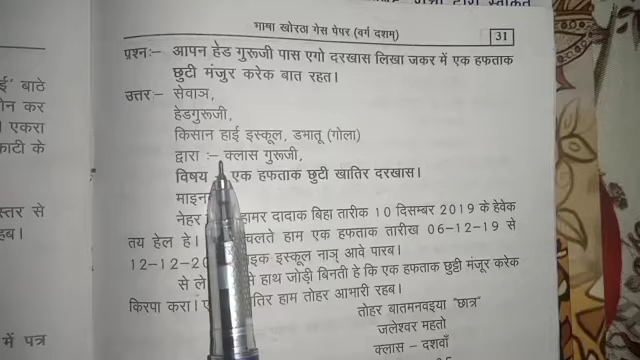 भाषा खोरठा गेस पेपर (वर्ग दशम्)
31
प्रश्न:– आपन हेड गुरूजी पास एगो दरखास लिखा जकर में एक हफताक
छुटी मंजुर करेक बात रहत।
उत्तर:– सेवाञ,
हेडगुरूजी,
किसान हाई इस्कूल, डभातू (गोला)
द्वारा :– क्लास गुरूजी,
विषय एक हफताक छुटी खातिर दरखास।
माइन
नेहर हामर दादाक बिहा तारीक 10 दिसम्बर 2019 के हेवेक
तय हेल हे। चलते हाम एक हफताक तारीख 06-12-19 से
12-12-20 इस्कूल नाञ् आवे पारब।
से ले हाथ जोड़ी बिनती हे कि एक हफताक छुट्टी मंजूर करेक
किरपा करा। खातिर हाम तोहर आभारी रहब।
तोहर बातमनवइया "छात्र"
जलेश्वर महतो
क्लास – दशवाँ
ई" बाठे
ोन कर
एकरा
काटी के
स्तर से
हब।
में पत्र